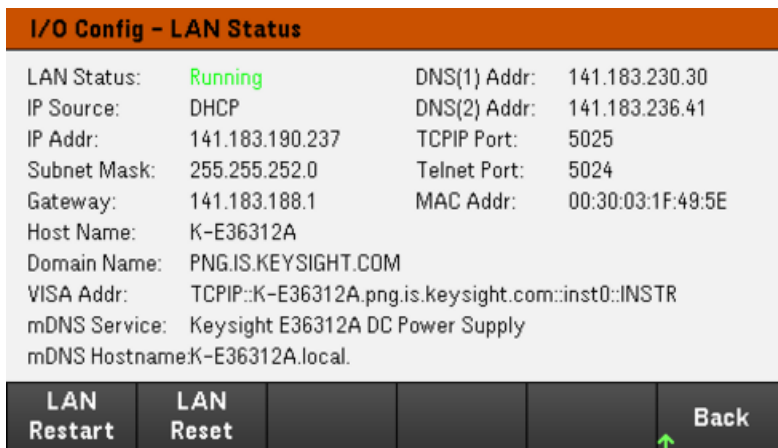 I/O Config - LAN Status
LAN Status: Running DNS(1) Addr: 141.183.230.30
IP Source: DHCP DNS(2) Addr: 141.183.236.41
IP Addr: 141.183.190.237 TCPIP Port: 5025
Subnet Mask: 255.255.252.0 Telnet Port: 5024
Gateway: 141.183.188.1 MAC Addr: 00:30:03:1F:49:5E
Host Name: K-E36312A
Domain Name: PNG.IS.KEYSIGHT.COM
VISA Addr: TCPIP::K-E36312A.png.is.keysight.com::inst0::INSTR
mDNS Service: Keysight E36312A DC Power Supply
mDNS Hostname:K-E36312A.local.
LAN Restart
LAN Reset
Back